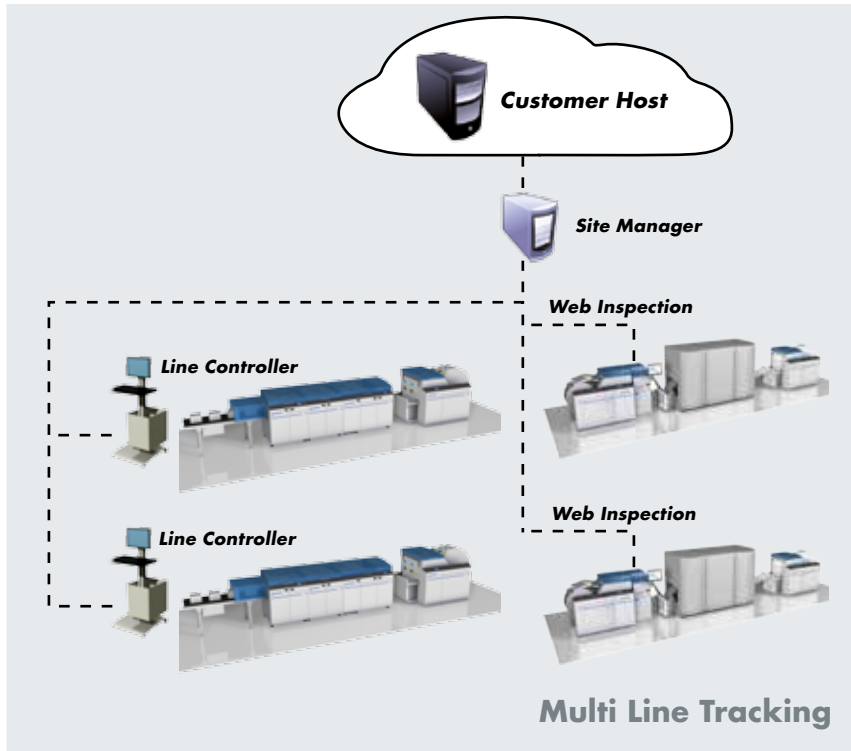 Customer Host
Site Manager
Web Inspection
Line Controller
Web Inspection
Line Controller
Multi Line Tracking